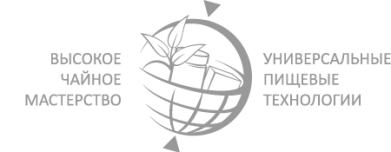 ВЫСОКОЕ
ЧАЙНОЕ
МАСТЕРСТВО
УНИВЕРСАЛЬНЫЕ
ПИЩЕВЫЕ
ТЕХНОЛОГИИ